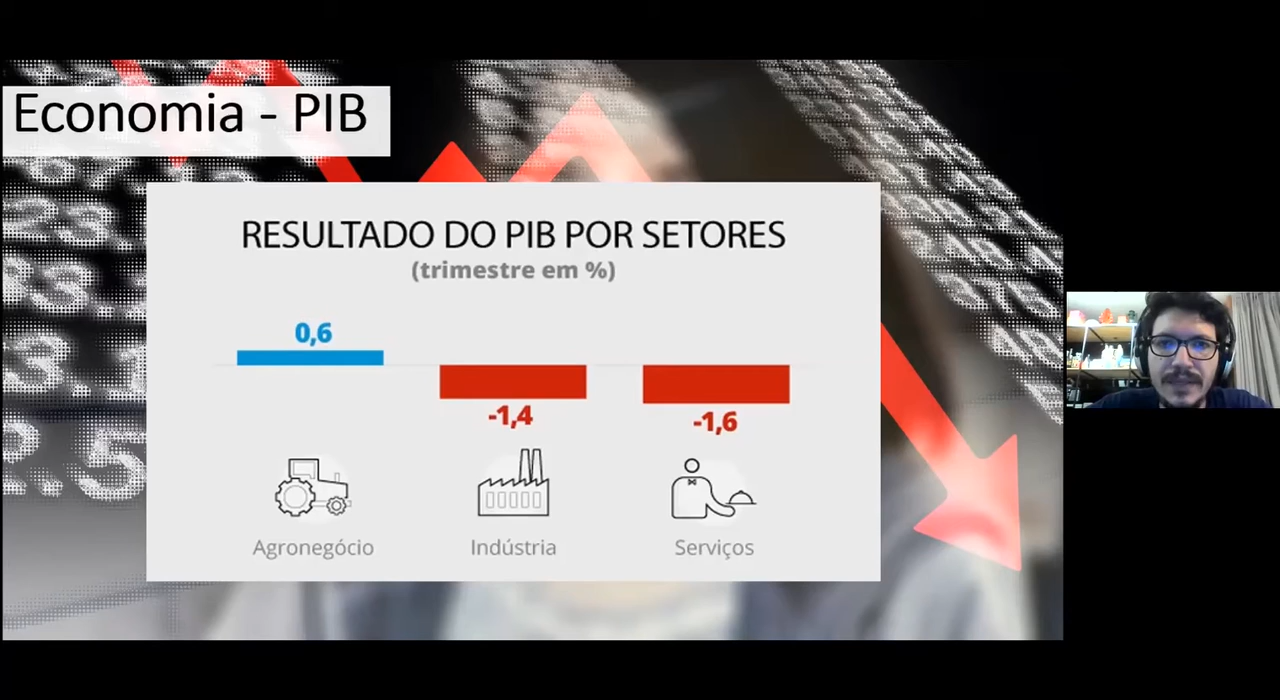 Economia - PIB
RESULTADO DO PIB POR SETORES
(trimestre em %)
0,6
-1,4
-1,6
Agronegócio
Indústria
Serviços